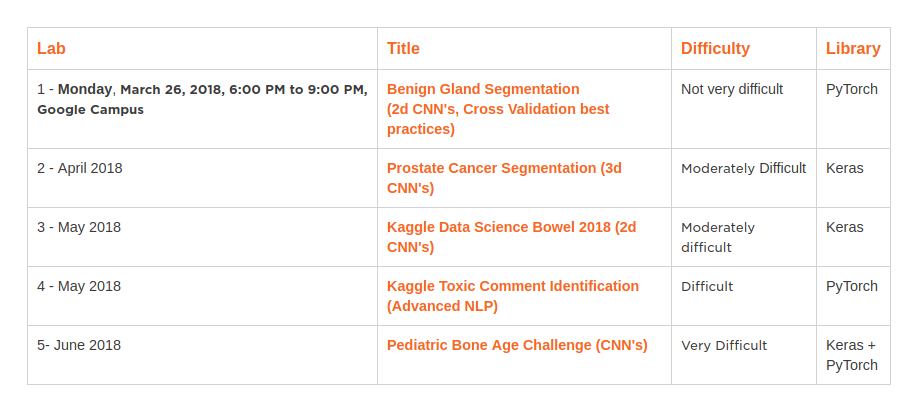 Lab Title Difficulty Library
1 - Monday, March 26, 2018, 6:00 PM to 9:00 PM,
Google Campus
Benign Gland Segmentation
(2d CNN's, Cross Validation best
practices)
Not very difficult
PyTorch
2 - April 2018
Prostate Cancer Segmentation (3d
CNN's)
Moderately Difficult
Keras
3 - May 2018
Kaggle Data Science Bowel 2018 (2d
CNN's)
Moderately
difficult
Keras
4 - May 2018
Kaggle Toxic Comment Identification
(Advanced NLP)
Difficult
PyTorch
5- June 2018
Pediatric Bone Age Challenge (CNN's)
Very Difficult
Keras +
PyTorch